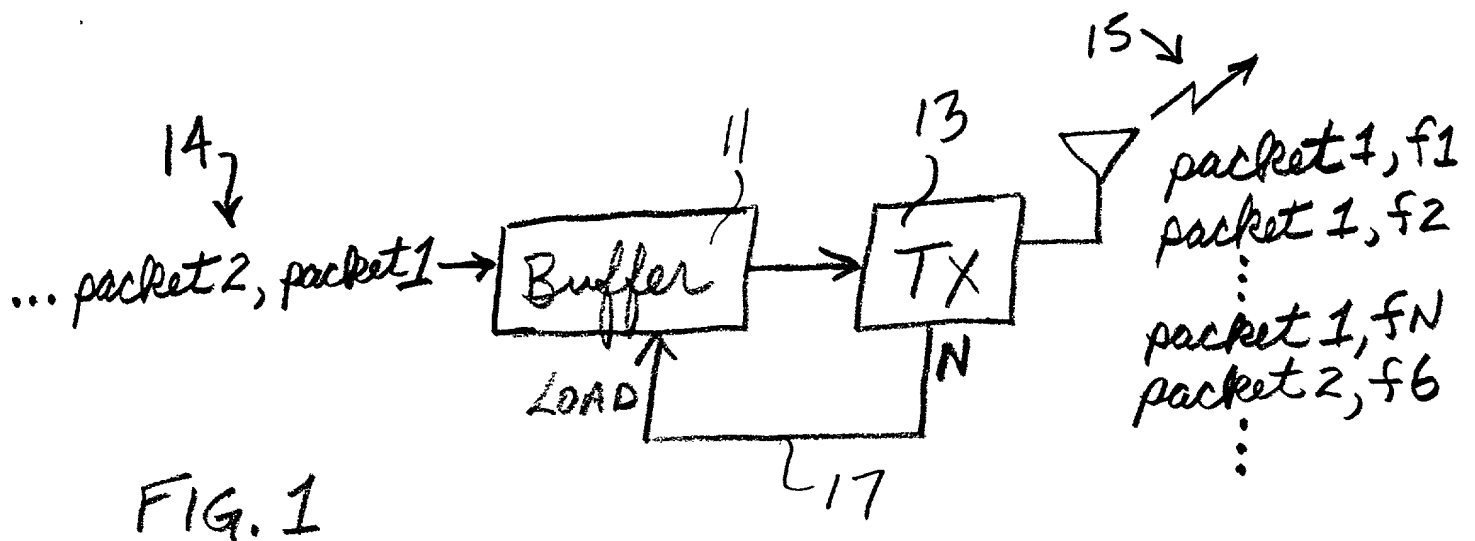 15
14
11
13
... packet 2, packet 1
Buffer
TX
packet 1, f1
packet 1, f2
packet 1, fN
packet 2, f6
LOAD
N
17
FIG. 1